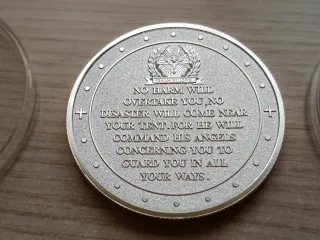 NO HARM WILL
OVERTAKE YOU, NO
DISASTER WILL COME NEAR
YOUR TENT. FOR HE WILL
COMMAND HIS ANGELS
CONCERNING YOU TO
GUARD YOU IN ALL
YOUR WAYS.